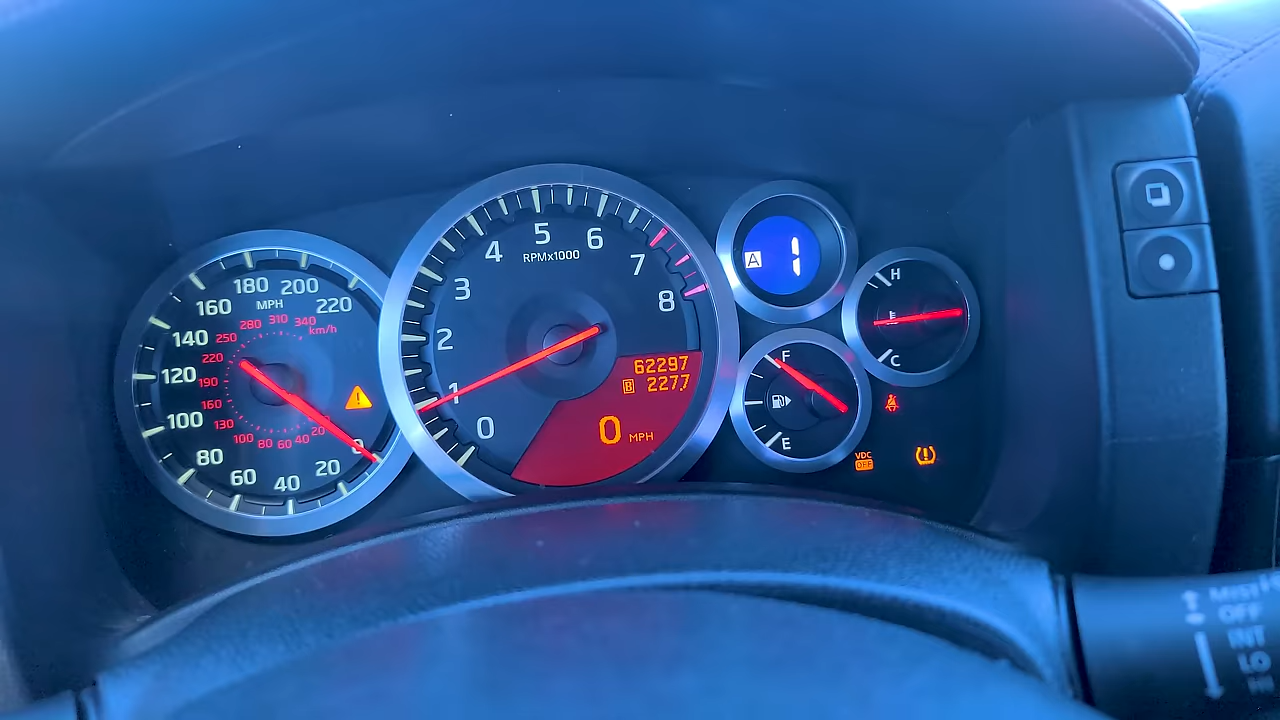 180 200
160 MPH 220
280 310 340
250 km/h
140
220
120 190
160
100 130
100 80 60 40 20
80 20
60 40
5
4 6
RPMx1000
3 7
8
2
1
0
62297
B 2277
0 MPH
A 1
H
E
C
F
E
VDC
OFF
MIST
OFF
INT
LO
HI